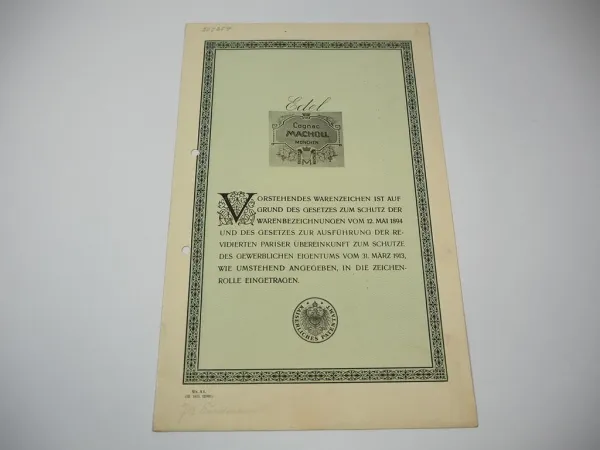 Edel
Cognac
MACHOLL
MÜNCHEN
M
VORSTEHENDES WARENZEICHEN IST AUF
GRUND DES GESETZES ZUM SCHUTZ DER
WARENBEZEICHNUNGEN VOM 12. MAI 1894
UND DES GESETZES ZUR AUSFÜHRUNG DER RE-
VIDIERTEN PARISER ÜBEREINKUNFT ZUM SCHUTZE
DES GEWERBLICHEN EIGENTUMS VOM 31. MÄRZ 1913,
WIE UMSTEHEND ANGEGEBEN, IN DIE ZEICHEN-
ROLLE EINGETRAGEN.
KAISERLICHES PATENTAMT